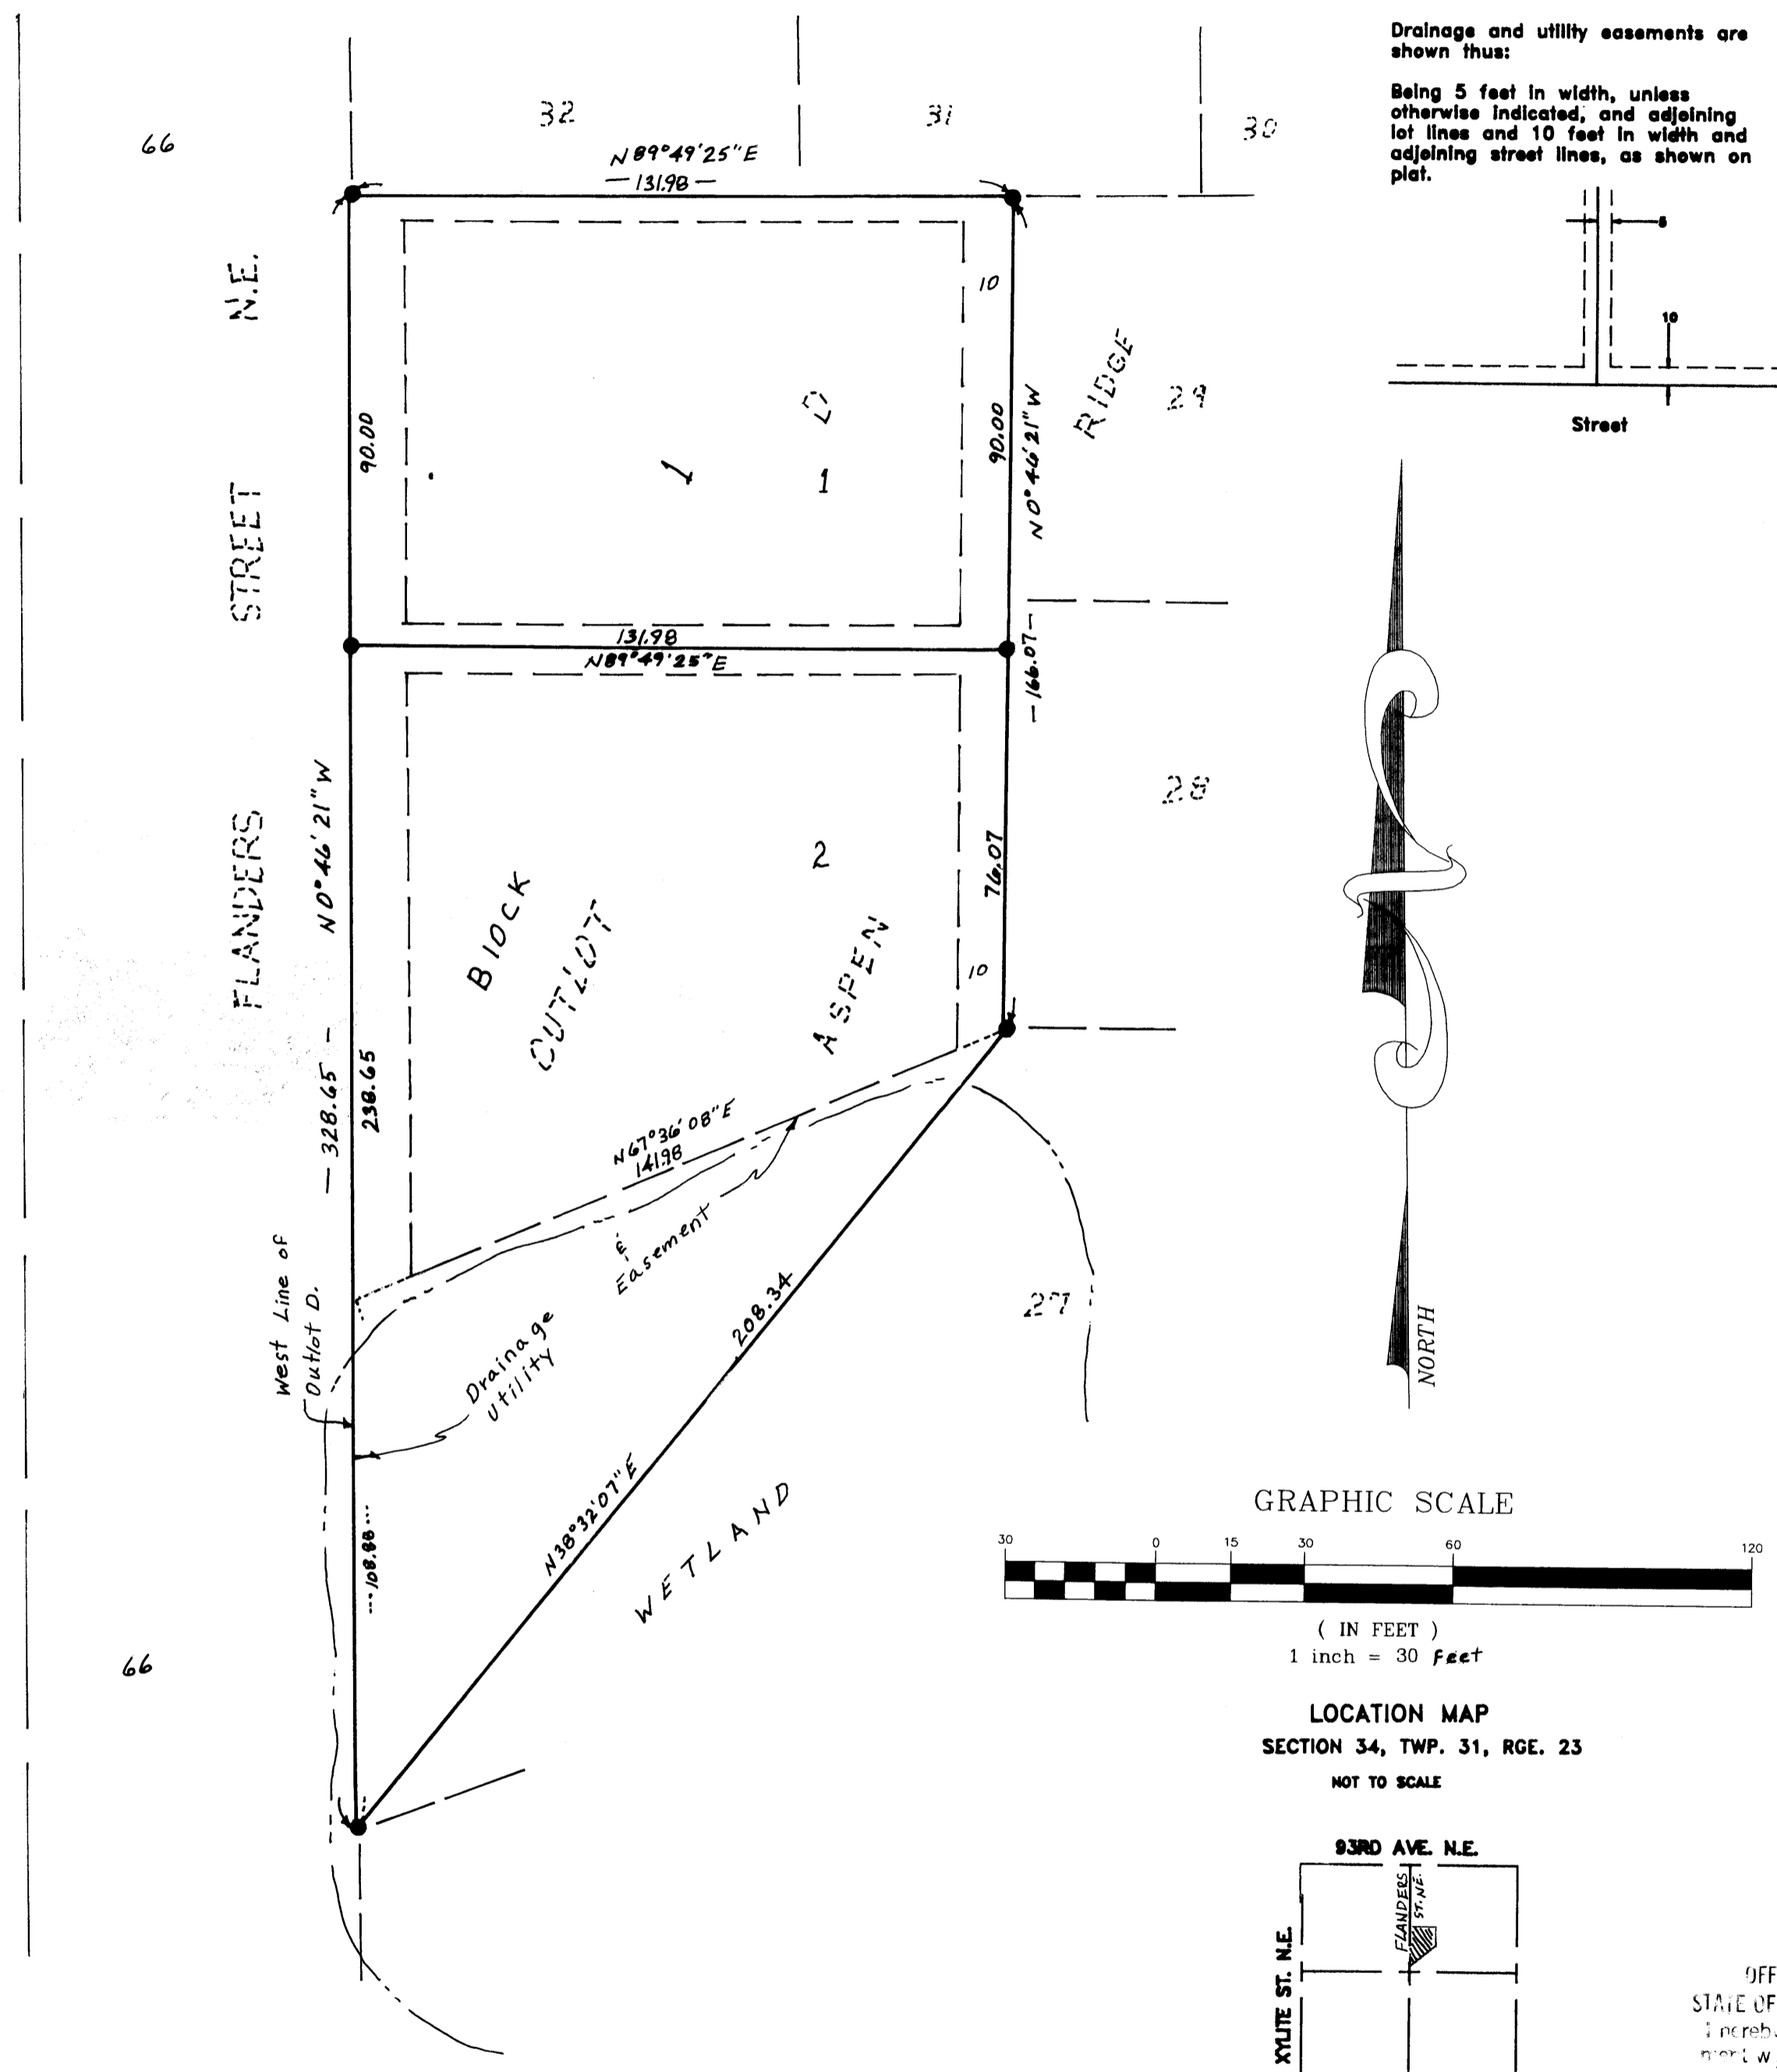 Drainage and utility easements are
shown thus:
Being 5 feet in width, unless
otherwise indicated, and adjoining
lot lines and 10 feet in width and
adjoining street lines, as shown on
plat.
5
10
Street
66
32
31
30
N89°49'25"E
—131.98—
N.E.
STREET
FLANDERS
90.00
10
D
1
1
90.00
N0°46'21"W
RIDGE
29
131.98
N89°49'25"E
—166.07—
28
N0°46'21"W
—328.65—
238.65
2
76.07
10
BlOCK
OUTLOT
ASPEN
N67°36'08"E
141.98
&
Easement
Drainage
Utility
West Line of
Outlot D.
208.34
N38°32'07"E
27
108.88
WETLAND
66
NORTH
GRAPHIC SCALE
30 0 15 30 60 120
( IN FEET )
1 inch = 30 Feet
LOCATION MAP
SECTION 34, TWP. 31, RGE. 23
NOT TO SCALE
93RD AVE. N.E.
FLANDERS
ST. N.E.
XYLITE ST. N.E.
OFF
STATE OF